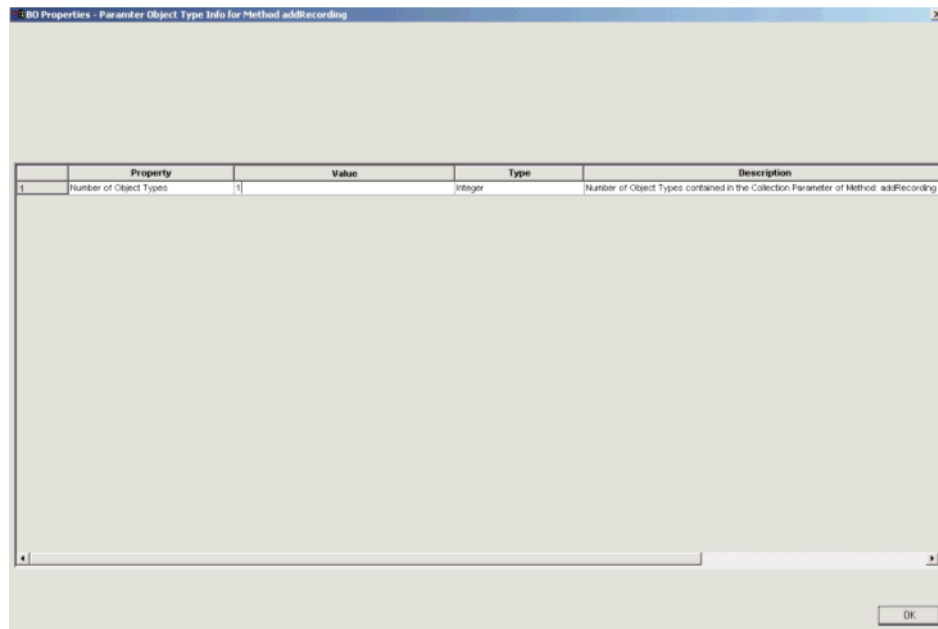 BO Properties - Paramter Object Type Info for Method addRecording
Property Value Type Description
1 Number of Object Types 1 Integer Number of Object Types contained in the Collection Parameter of Method: addRecording
OK